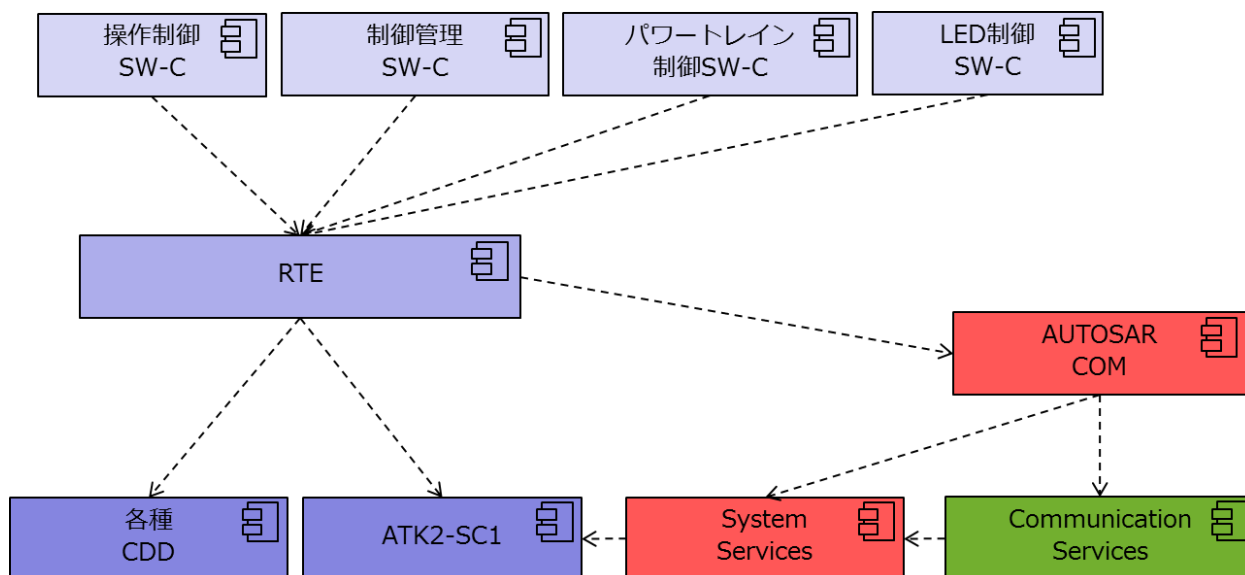 操作制御
SW-C
制御管理
SW-C
パワートレイン
制御SW-C
LED制御
SW-C
RTE
AUTOSAR
COM
各種
CDD
ATK2-SC1
System
Services
Communication
Services